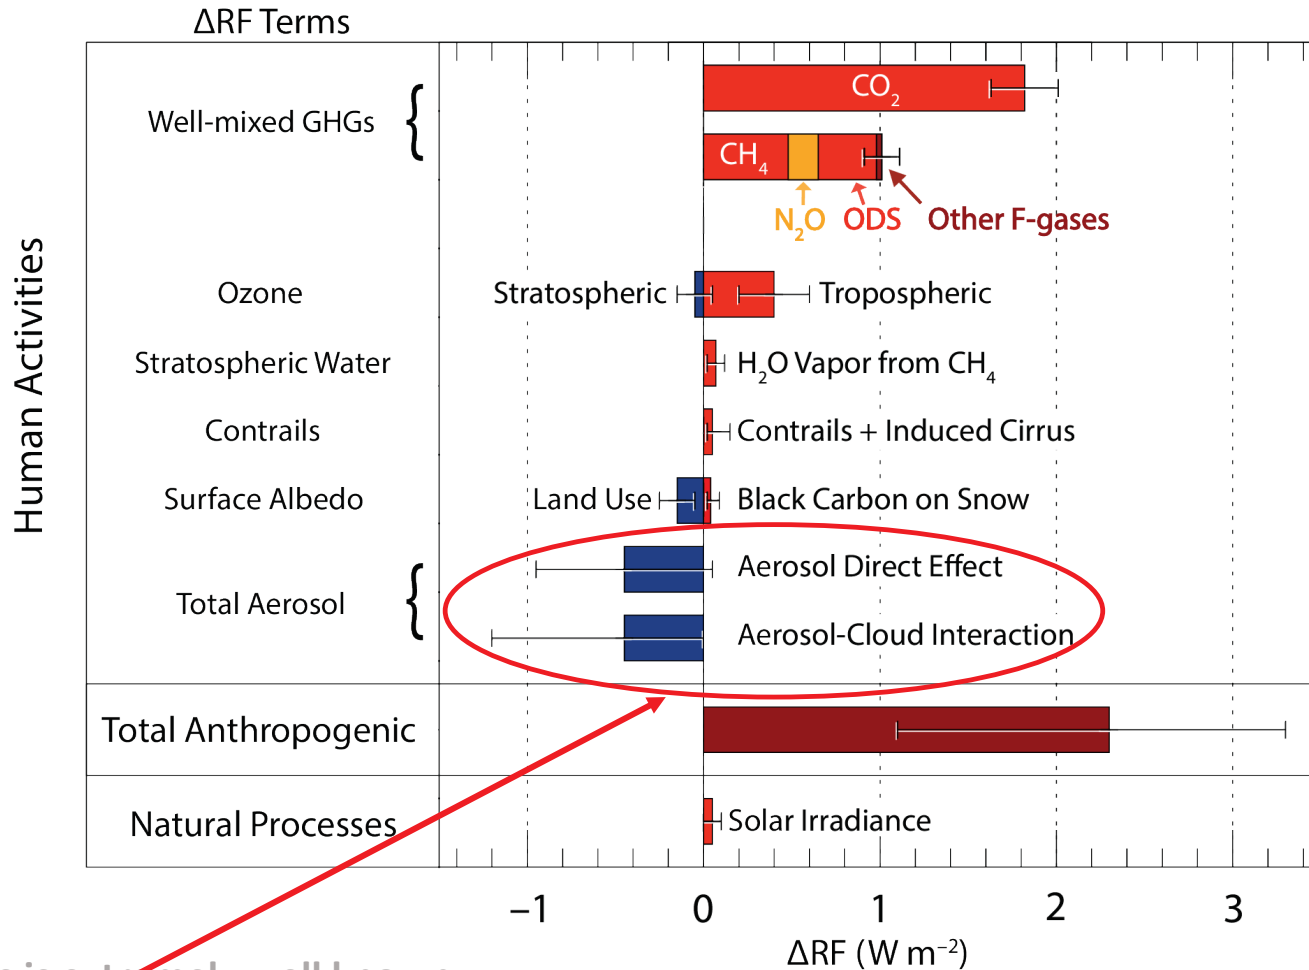 ΔRF Terms
Human Activities
Well-mixed GHGs {
CO₂
CH₄
N₂O ODS Other F-gases
Ozone
Stratospheric
Tropospheric
Stratospheric Water
H₂O Vapor from CH₄
Contrails
Contrails + Induced Cirrus
Surface Albedo
Land Use
Black Carbon on Snow
Total Aerosol {
Aerosol Direct Effect
Aerosol-Cloud Interaction
Total Anthropogenic
Natural Processes
Solar Irradiance
−1 0 1 2 3
ΔRF (W m⁻²)